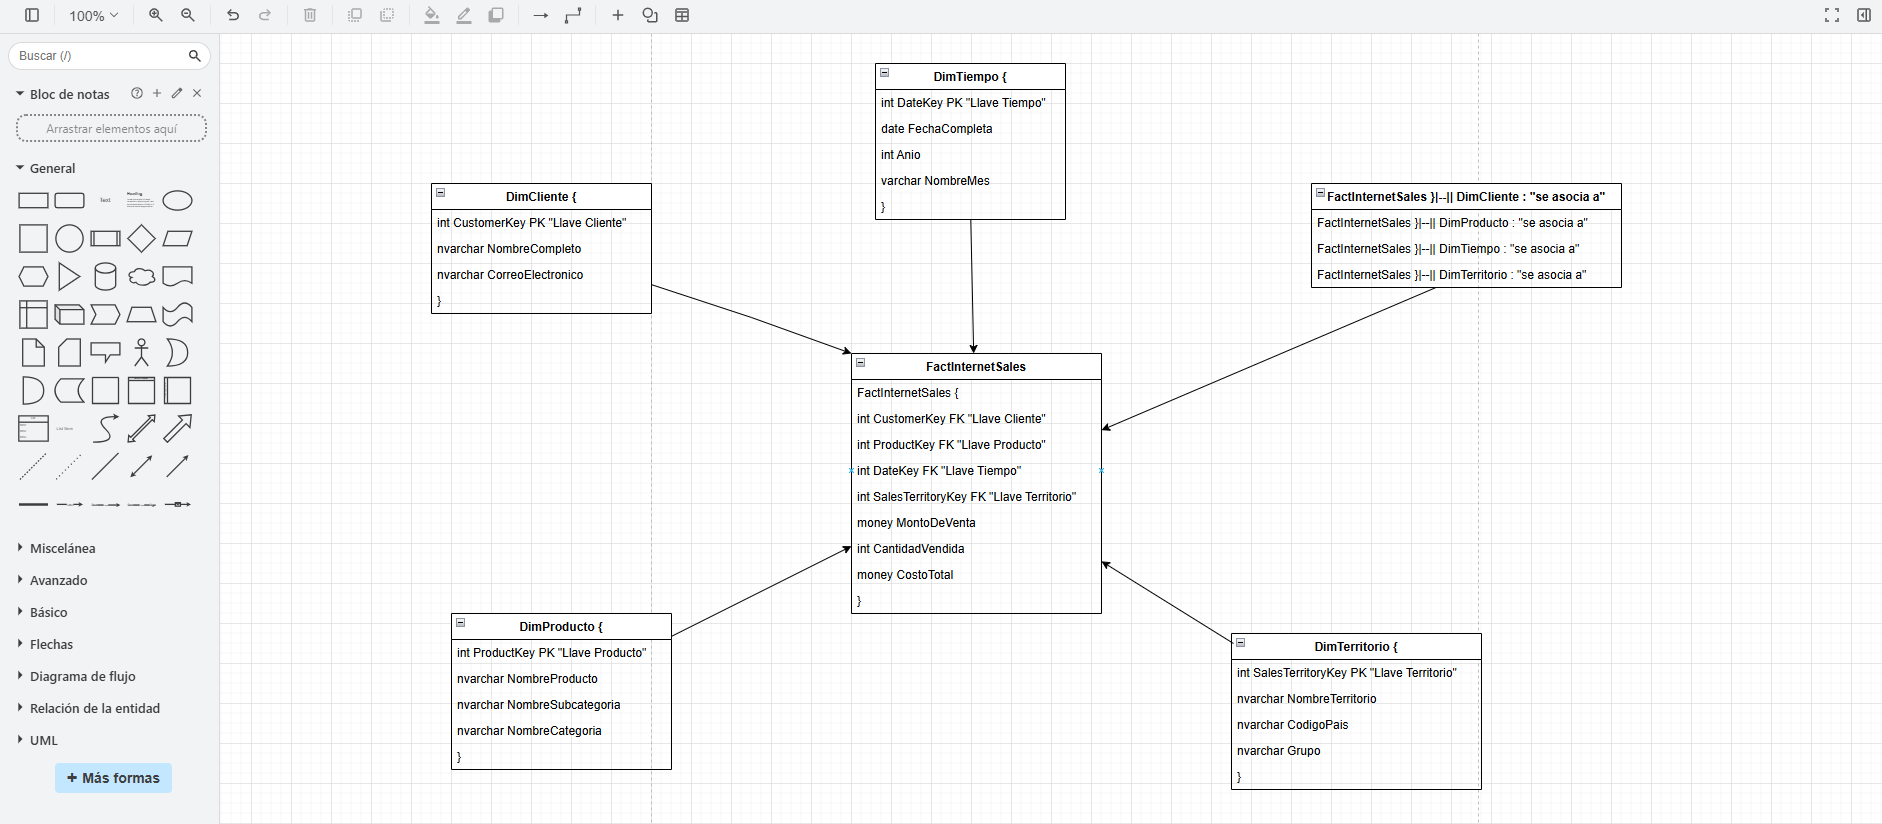 100%
Buscar (/)
Bloc de notas
Arrastrar elementos aquí
General
Text
Heading
List Item
Miscelánea
Avanzado
Básico
Flechas
Diagrama de flujo
Relación de la entidad
UML
+ Más formas
DimTiempo {
int DateKey PK "Llave Tiempo"
date FechaCompleta
int Anio
varchar NombreMes
}
DimCliente {
int CustomerKey PK "Llave Cliente"
nvarchar NombreCompleto
nvarchar CorreoElectronico
}
FactInternetSales }|--|| DimCliente : "se asocia a"
FactInternetSales }|--|| DimProducto : "se asocia a"
FactInternetSales }|--|| DimTiempo : "se asocia a"
FactInternetSales }|--|| DimTerritorio : "se asocia a"
FactInternetSales
FactInternetSales {
int CustomerKey FK "Llave Cliente"
int ProductKey FK "Llave Producto"
int DateKey FK "Llave Tiempo"
int SalesTerritoryKey FK "Llave Territorio"
money MontoDeVenta
int CantidadVendida
money CostoTotal
}
DimProducto {
int ProductKey PK "Llave Producto"
nvarchar NombreProducto
nvarchar NombreSubcategoria
nvarchar NombreCategoria
}
DimTerritorio {
int SalesTerritoryKey PK "Llave Territorio"
nvarchar NombreTerritorio
nvarchar CodigoPais
nvarchar Grupo
}